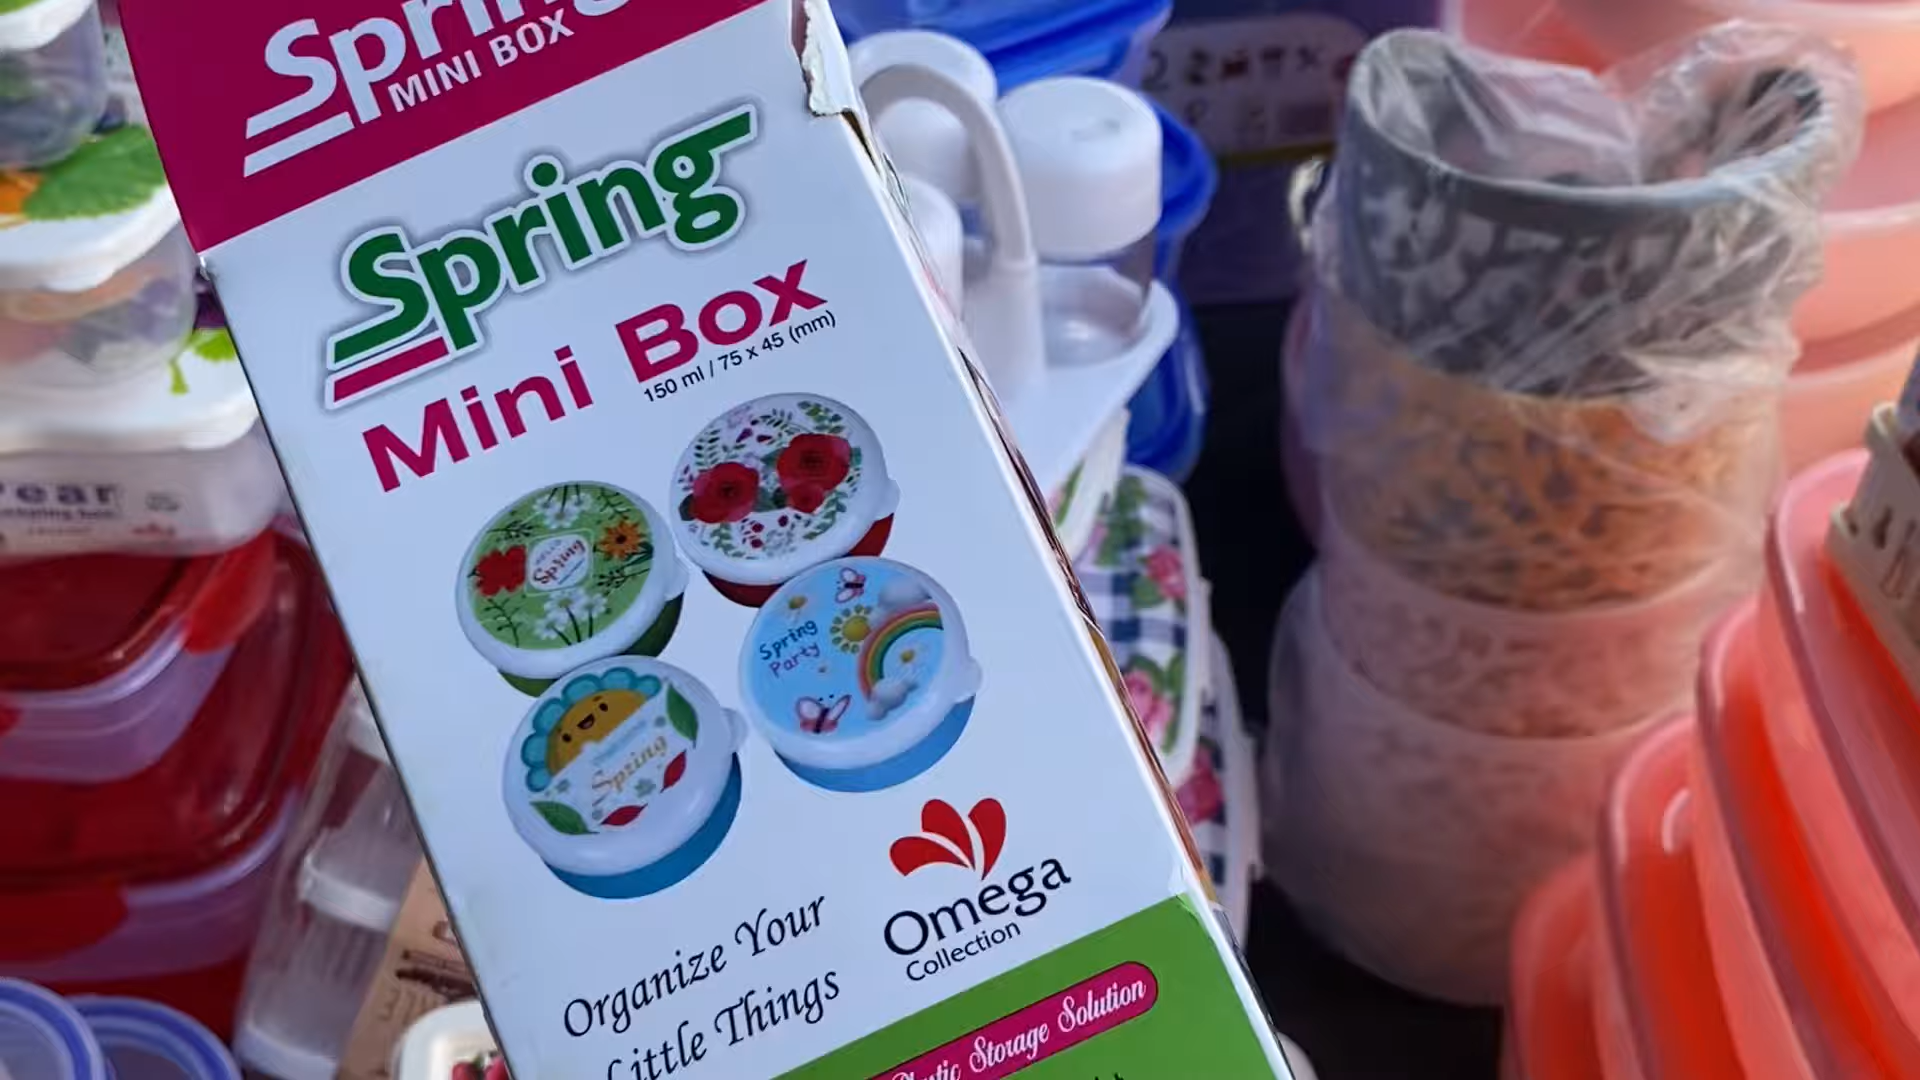 Spring
MINI BOX
Spring
Mini Box
150 ml / 75 x 45 (mm)
Spring
Spring
Party
Spring
Organize Your
Little Things
Omega
Collection
Storage Solution
Pear